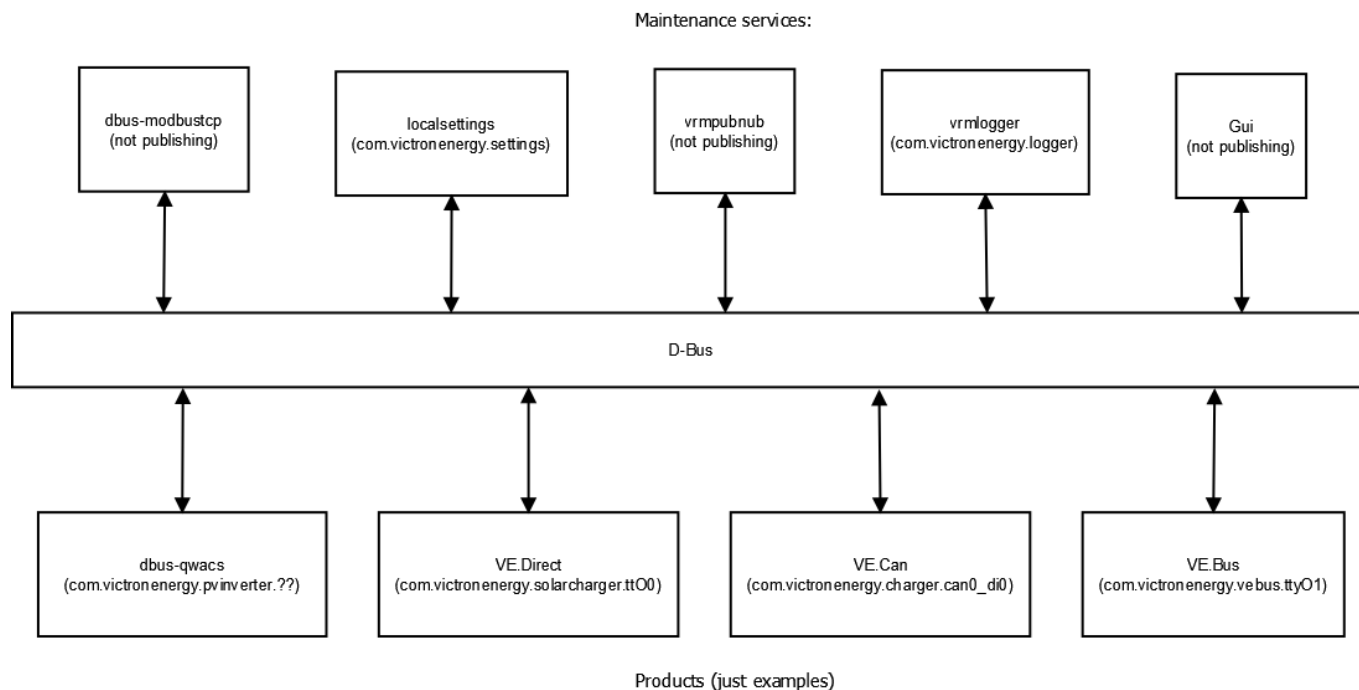 Maintenance services:
dbus-modbustcp
(not publishing)
localsettings
(com.victronenergy.settings)
vrmpubnub
(not publishing)
vrmlogger
(com.victronenergy.logger)
Gui
(not publishing)
D-Bus
dbus-qwacs
(com.victronenergy.pvinverter.??)
VE.Direct
(com.victronenergy.solarcharger.ttO0)
VE.Can
(com.victronenergy.charger.can0_di0)
VE.Bus
(com.victronenergy.vebus.ttyO1)
Products (just examples)